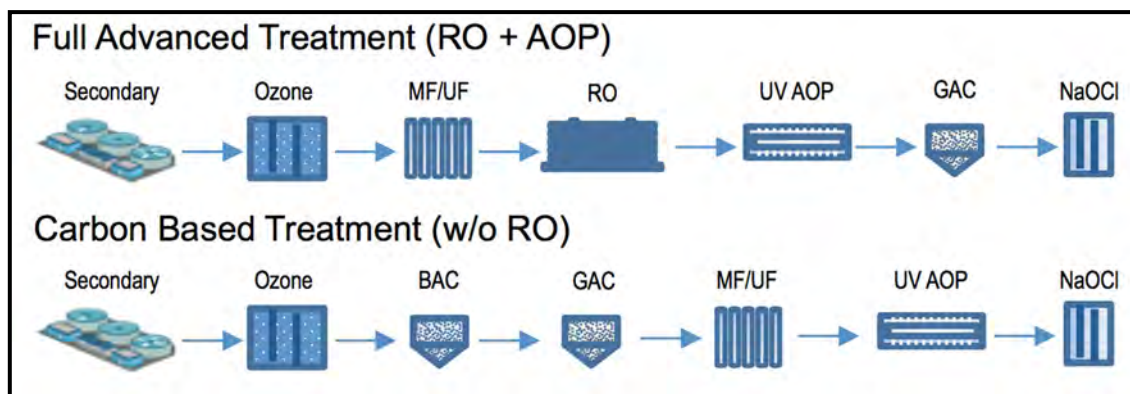 Full Advanced Treatment (RO + AOP)
Secondary Ozone MF/UF RO UV AOP GAC NaOCl
Carbon Based Treatment (w/o RO)
Secondary Ozone BAC GAC MF/UF UV AOP NaOCl